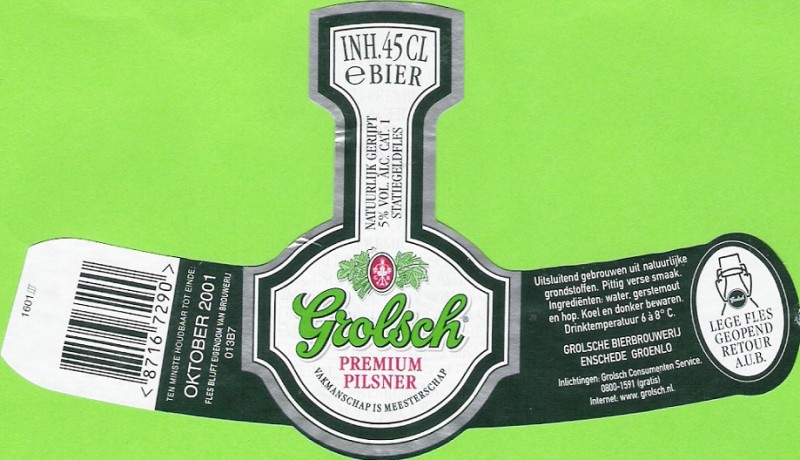 INH.45 CL
℮ BIER
NATUURLIJK GERIJPT
5% VOL. ALC. CAT. 1
STATIEGELDFLES
Grolsch®
PREMIUM
PILSNER
VAKMANSCHAP IS MEESTERSCHAP
1601
< 8716 7290 >
TEN MINSTE HOUDBAAR TOT EINDE:
OKTOBER 2001
FLES BLIJFT EIGENDOM VAN BROUWERIJ
013B7
Uitsluitend gebrouwen uit natuurlijke
grondstoffen. Pittig verse smaak.
Ingrediënten: water, gerstemout
en hop. Koel en donker bewaren.
Drinktemperatuur 6 à 8° C.
GROLSCHE BIERBROUWERIJ
ENSCHEDE GROENLO
Inlichtingen: Grolsch Consumenten Service.
0800-1591 (gratis)
Internet: www. grolsch.nl.
LEGE FLES
GEOPEND
RETOUR
A.U.B.